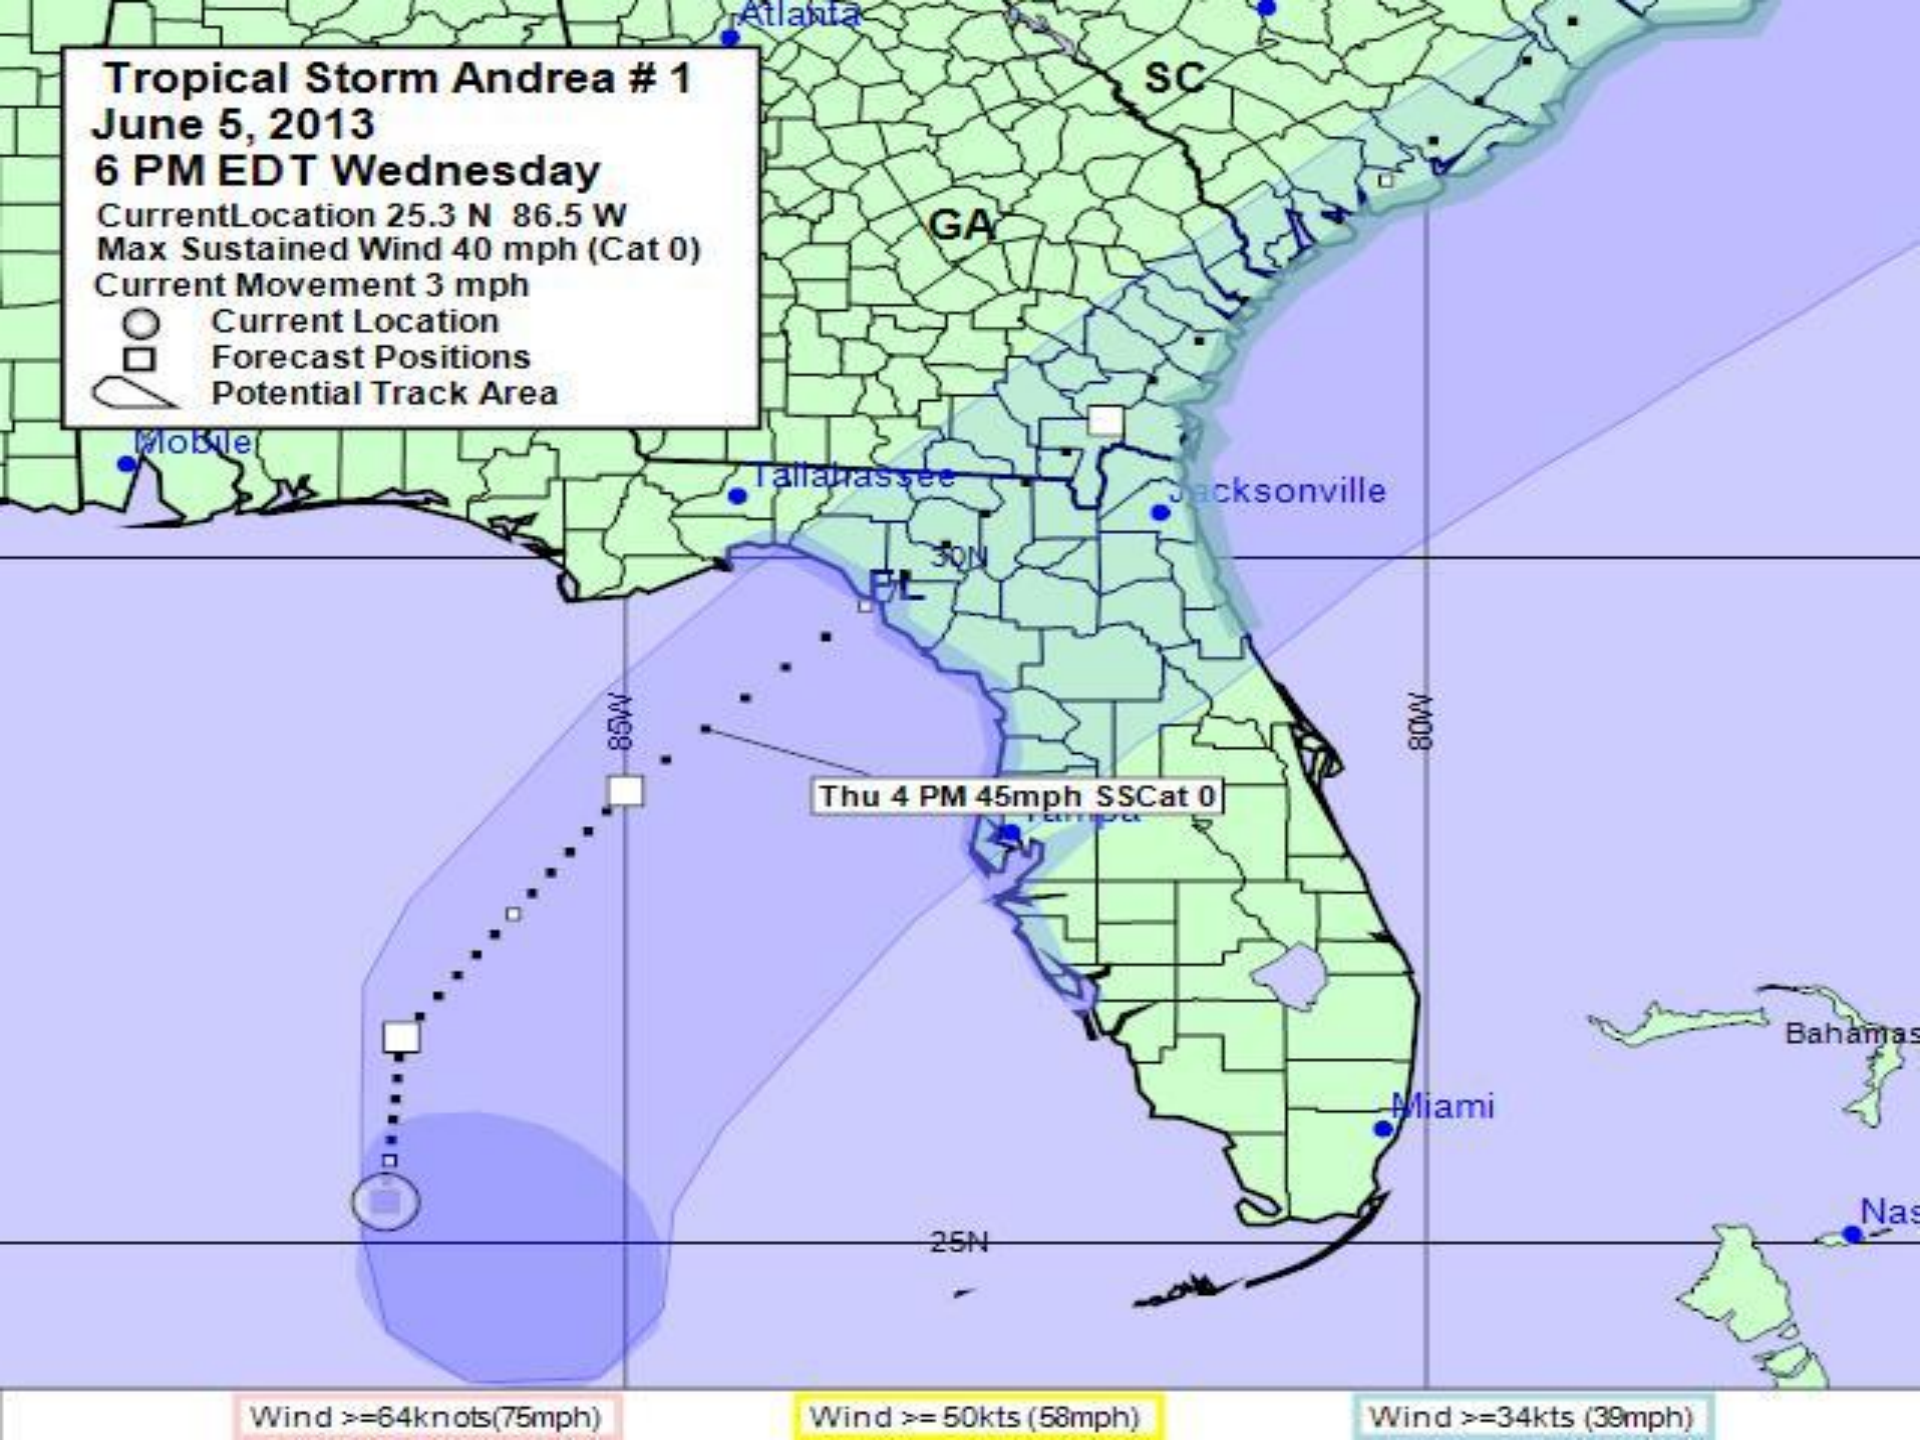 Atlanta
SC
Tropical Storm Andrea # 1
June 5, 2013
6 PM EDT Wednesday
CurrentLocation 25.3 N 86.5 W
Max Sustained Wind 40 mph (Cat 0)
Current Movement 3 mph
Current Location
Forecast Positions
Potential Track Area
GA
Mobile
Tallahassee
Jacksonville
30N
FL
85W
80W
Thu 4 PM 45mph SSCat 0
Tampa
Bahamas
Miami
Nas
25N
Wind >=64knots(75mph)
Wind >= 50kts (58mph)
Wind >=34kts (39mph)